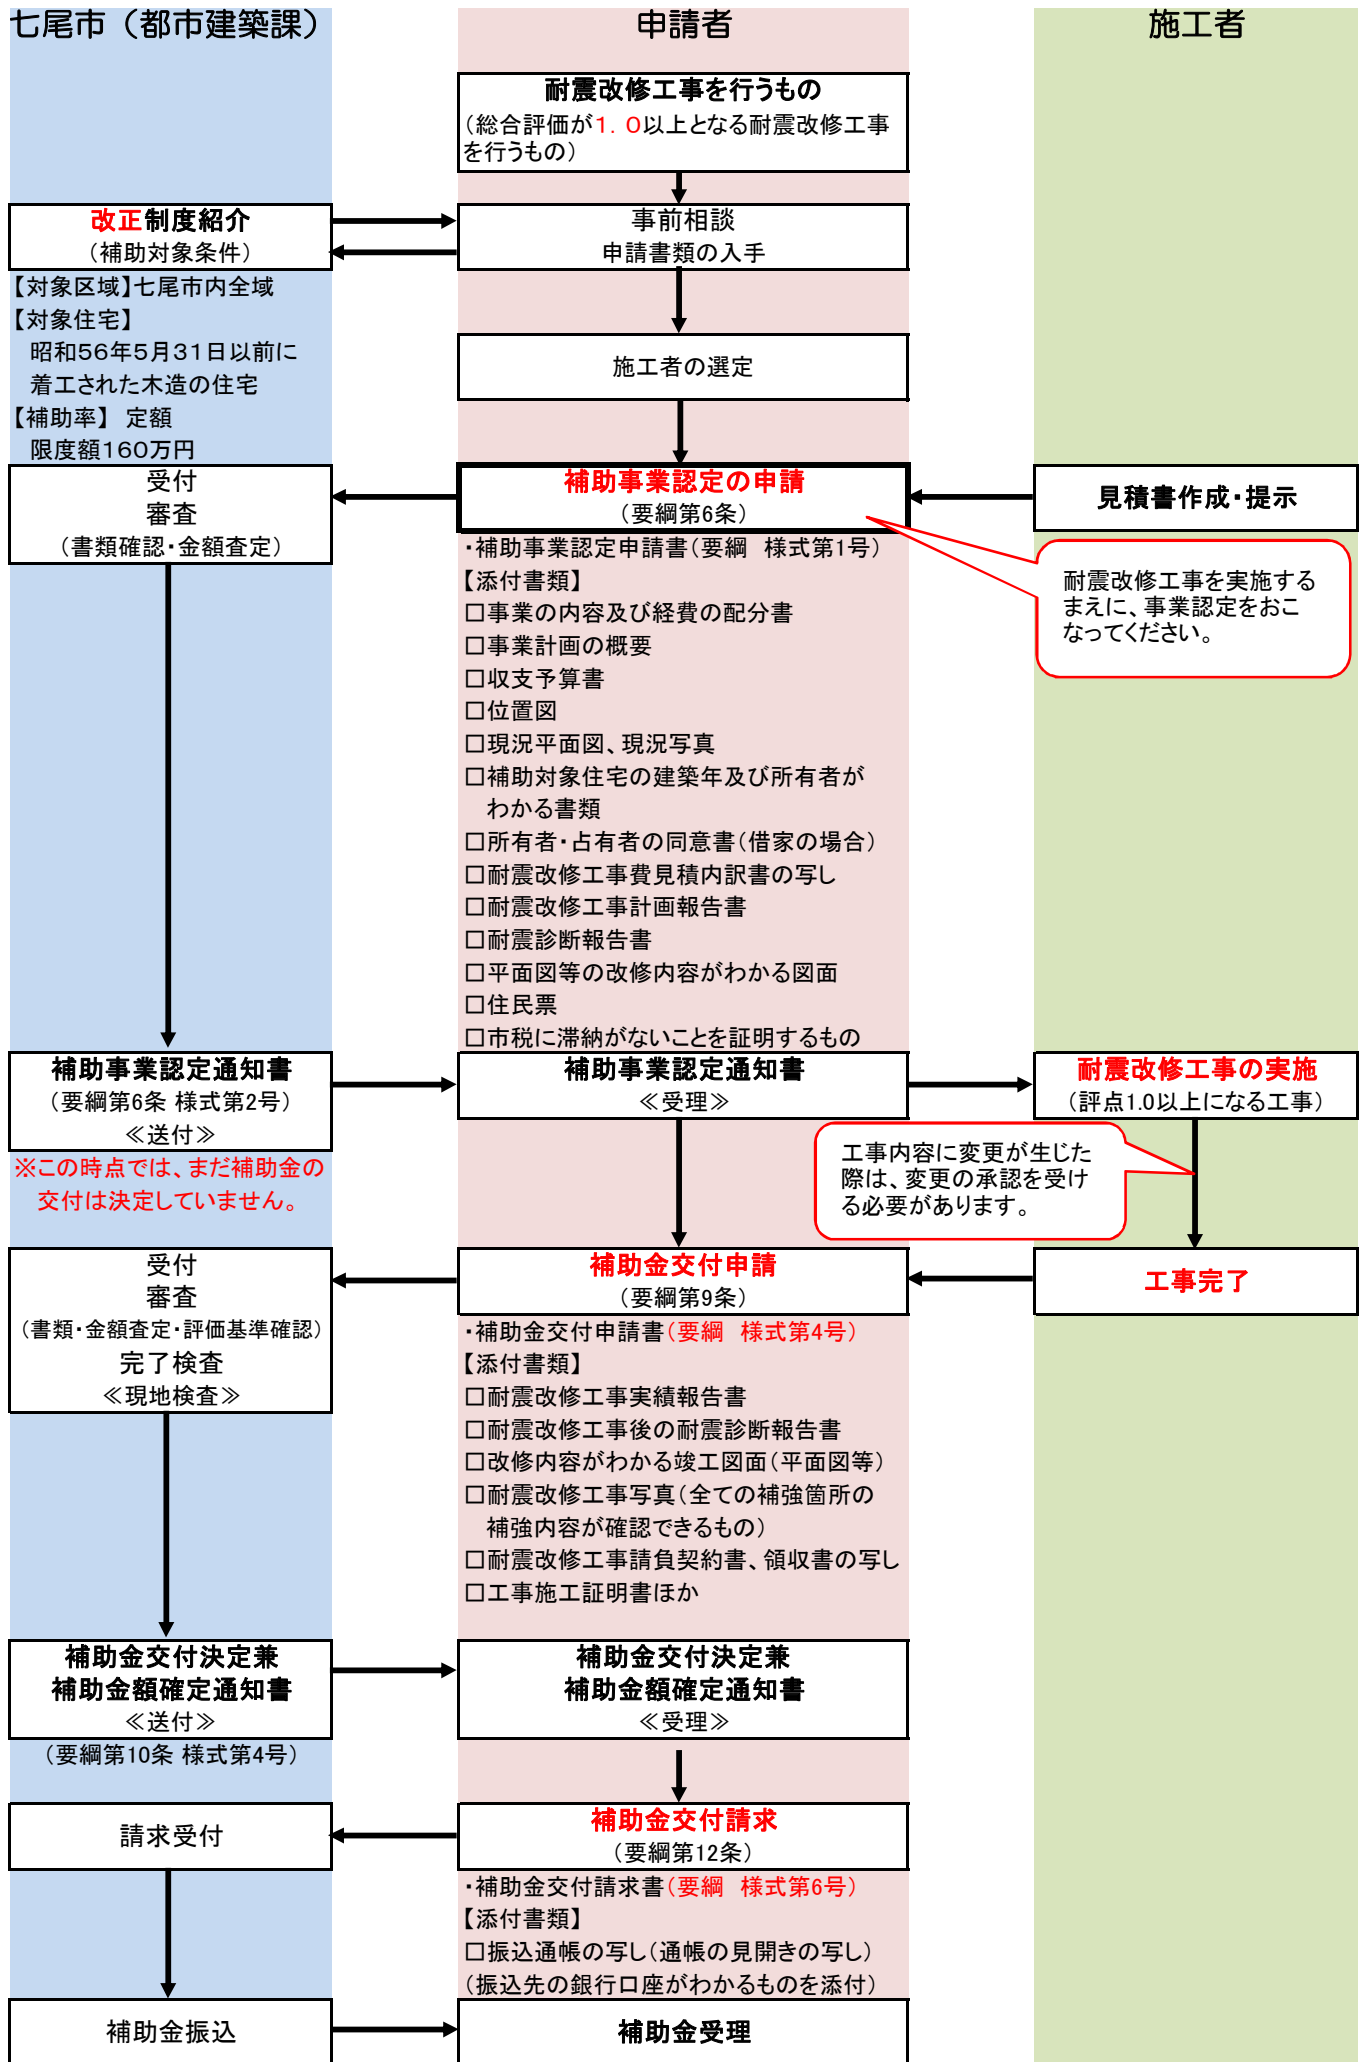 七尾市（都市建築課）
申請者
施工者
耐震改修工事を行うもの
（総合評価が１．０以上となる耐震改修工事
を行うもの）
改正制度紹介
（補助対象条件）
事前相談
申請書類の入手
【対象区域】七尾市内全域
【対象住宅】
昭和５６年５月３１日以前に
着工された木造の住宅
【補助率】　定額
限度額１６０万円
施工者の選定
受付
審査
（書類確認・金額査定）
補助事業認定の申請
（要綱第6条）
見積書作成・提示
耐震改修工事を実施する
まえに、事業認定をおこ
なってください。
・補助事業認定申請書（要綱　様式第1号）
【添付書類】
□事業の内容及び経費の配分書
□事業計画の概要
□収支予算書
□位置図
□現況平面図、現況写真
□補助対象住宅の建築年及び所有者が
わかる書類
□所有者・占有者の同意書（借家の場合）
□耐震改修工事費見積内訳書の写し
□耐震改修工事計画報告書
□耐震診断報告書
□平面図等の改修内容がわかる図面
□住民票
□市税に滞納がないことを証明するもの
補助事業認定通知書
（要綱第6条 様式第2号）
≪送付≫
※この時点では、まだ補助金の
交付は決定していません。
補助事業認定通知書
≪受理≫
耐震改修工事の実施
（評点1.0以上になる工事）
工事内容に変更が生じた
際は、変更の承認を受け
る必要があります。
受付
審査
（書類・金額査定・評価基準確認）
完了検査
≪現地検査≫
補助金交付申請
（要綱第9条）
工事完了
・補助金交付申請書（要綱　様式第4号）
【添付書類】
□耐震改修工事実績報告書
□耐震改修工事後の耐震診断報告書
□改修内容がわかる竣工図面（平面図等）
□耐震改修工事写真（全ての補強箇所の
補強内容が確認できるもの）
□耐震改修工事請負契約書、領収書の写し
□工事施工証明書ほか
補助金交付決定兼
補助金額確定通知書
≪送付≫
（要綱第10条 様式第4号）
補助金交付決定兼
補助金額確定通知書
≪受理≫
請求受付
補助金交付請求
（要綱第12条）
・補助金交付請求書（要綱　様式第6号）
【添付書類】
□振込通帳の写し（通帳の見開きの写し）
（振込先の銀行口座がわかるものを添付）
補助金振込
補助金受理